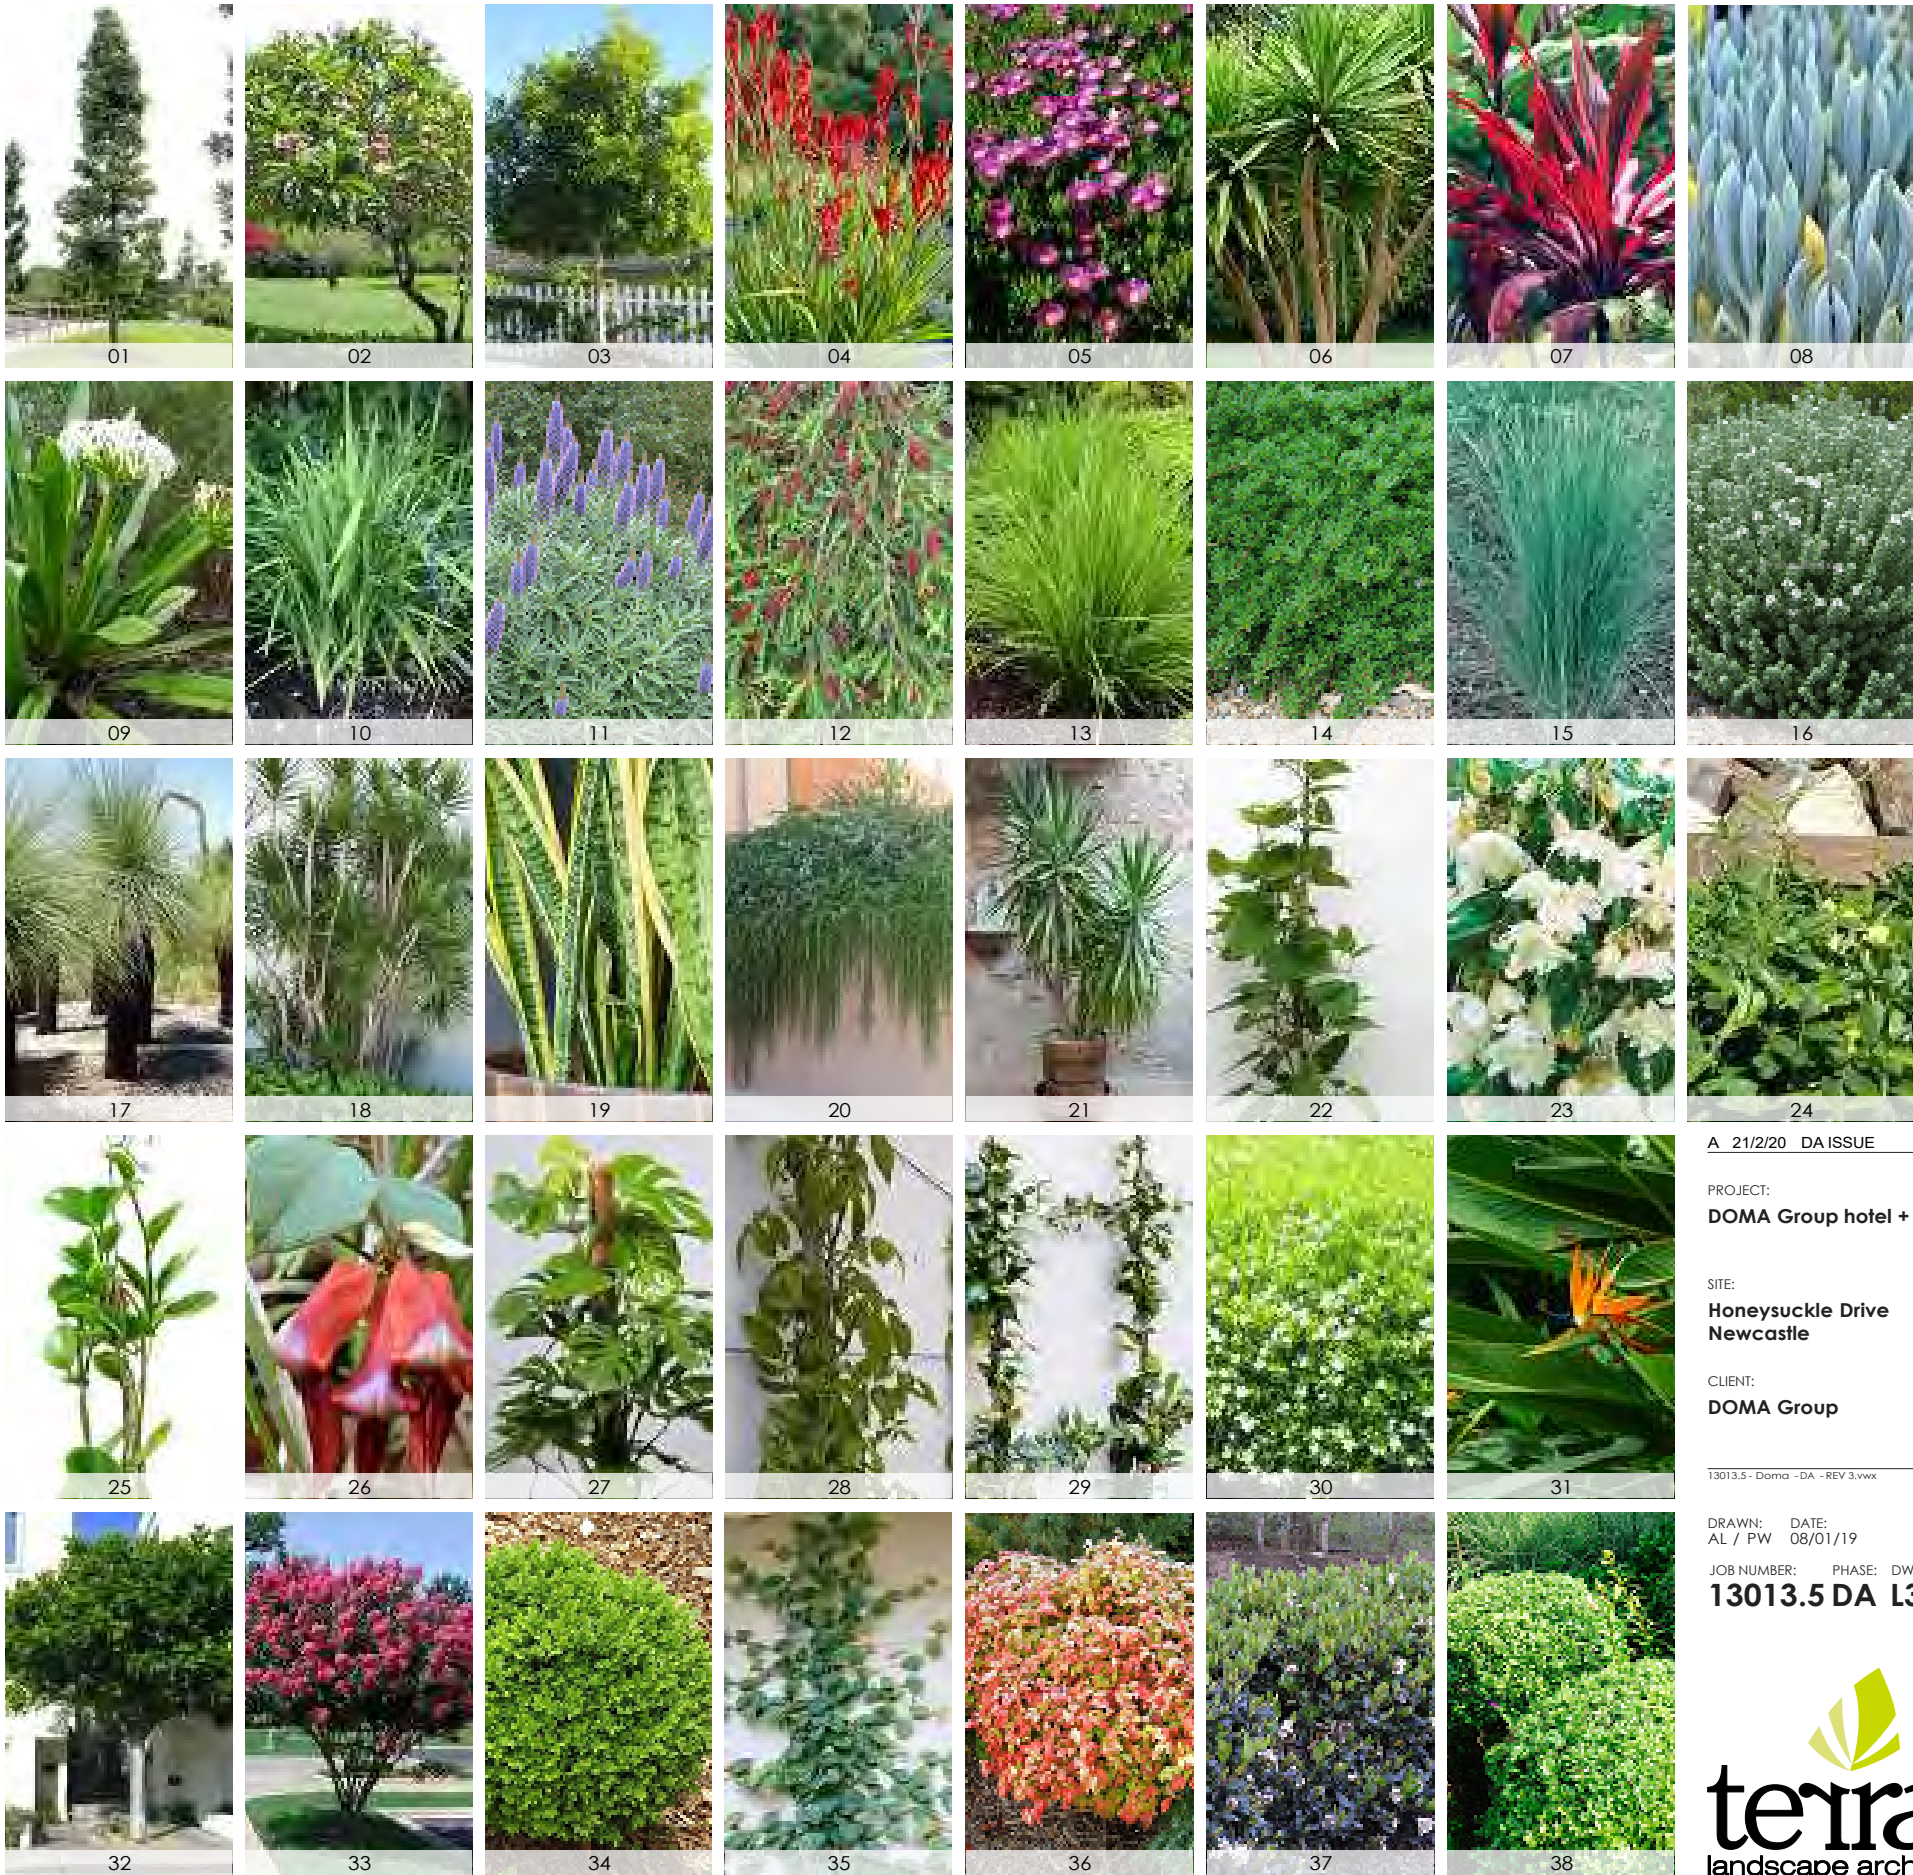 01 02 03 04 05 06 07 08
09 10 11 12 13 14 15 16
17 18 19 20 21 22 23 24
25 26 27 28 29 30 31
A 21/2/20 DA ISSUE
PROJECT:
DOMA Group hotel +
SITE:
Honeysuckle Drive
Newcastle
CLIENT:
DOMA Group
13013.5 - Doma - DA - REV 3.vwx
DRAWN: DATE:
AL / PW 08/01/19
JOB NUMBER: PHASE: DW
13013.5 DA L3
32 33 34 35 36 37 38
terra
landscape arch